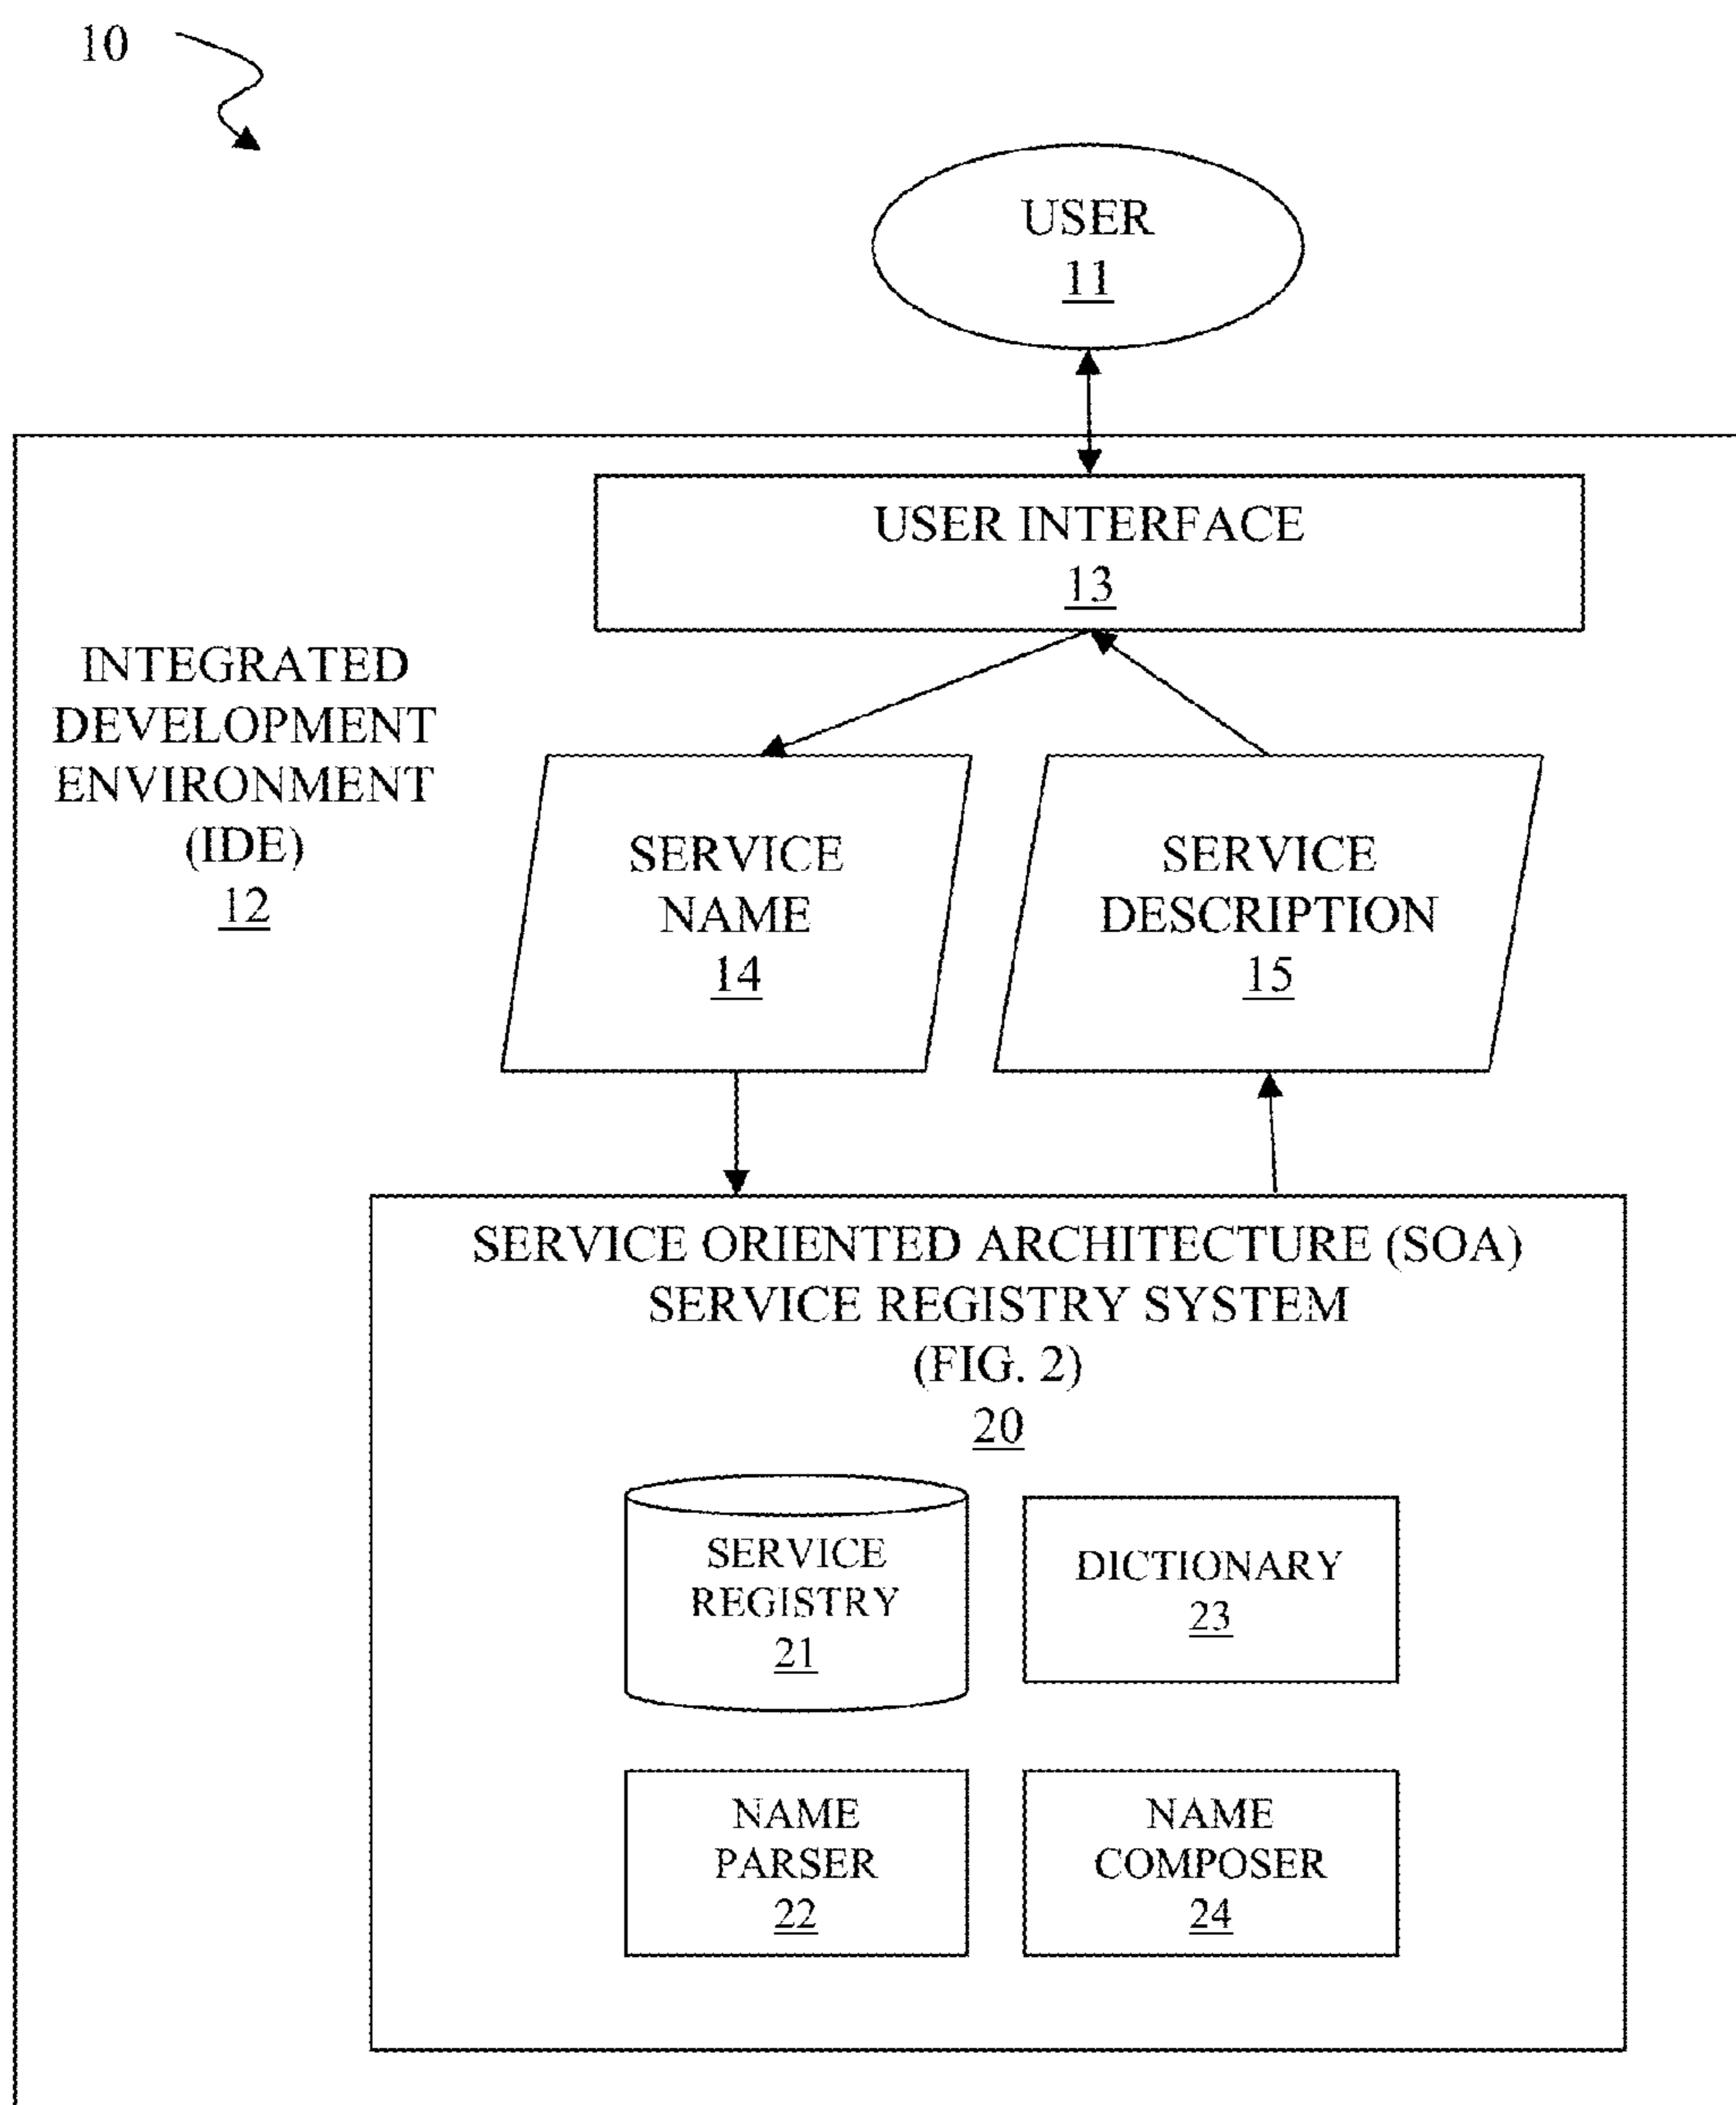 10
USER
11
USER INTERFACE
13
INTEGRATED
DEVELOPMENT
ENVIRONMENT
(IDE)
12
SERVICE
NAME
14
SERVICE
DESCRIPTION
15
SERVICE ORIENTED ARCHITECTURE (SOA)
SERVICE REGISTRY SYSTEM
(FIG. 2)
20
SERVICE
REGISTRY
21
DICTIONARY
23
NAME
PARSER
22
NAME
COMPOSER
24